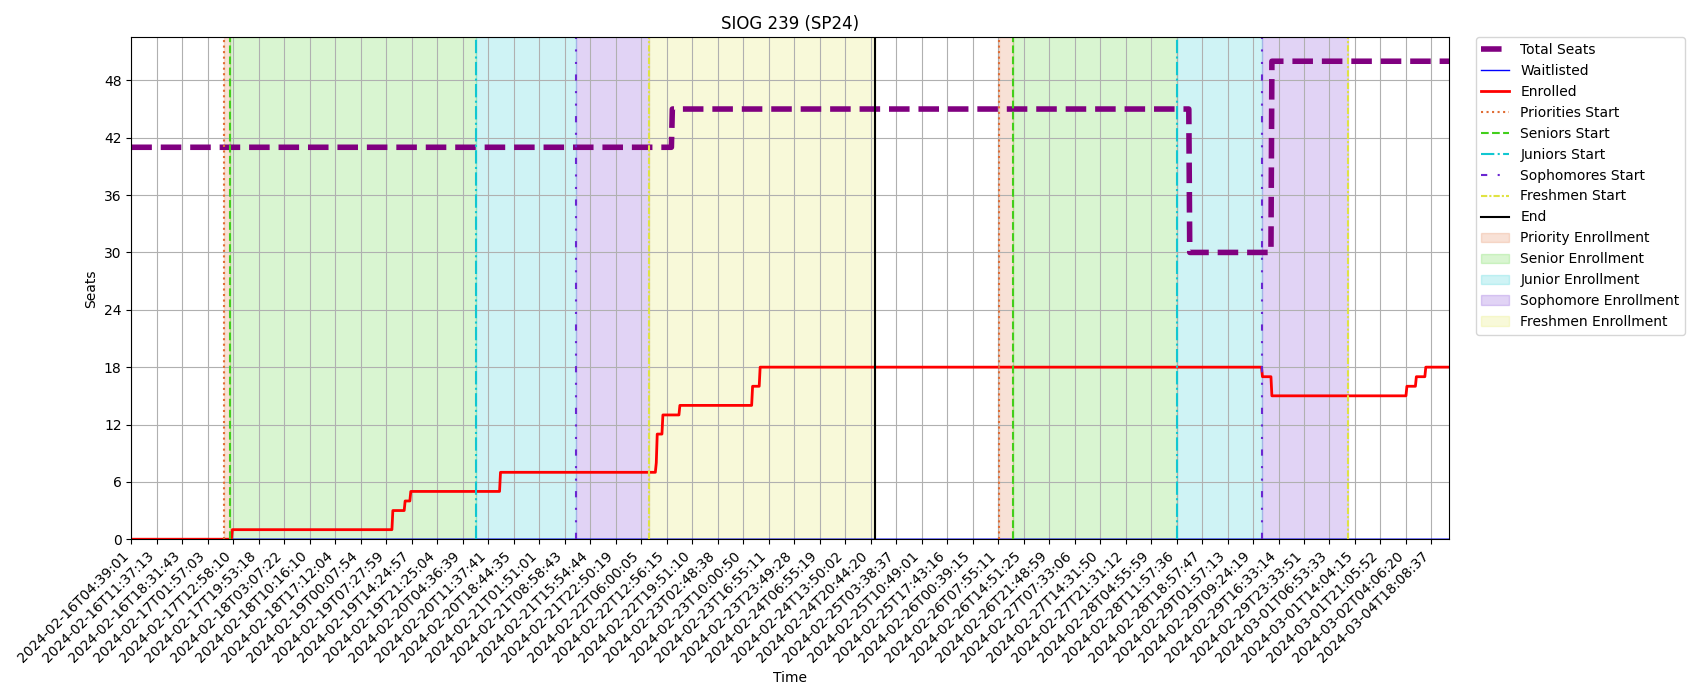 SIOG 239 (SP24)
Total Seats
Waitlisted
Enrolled
Priorities Start
Seniors Start
Juniors Start
Sophomores Start
Freshmen Start
End
Priority Enrollment
Senior Enrollment
Junior Enrollment
Sophomore Enrollment
Freshmen Enrollment
Seats
48
42
36
30
24
18
12
6
0
2024-02-16T04:39:01
2024-02-16T11:37:13
2024-02-16T18:31:43
2024-02-17T01:57:03
2024-02-17T12:58:10
2024-02-17T19:53:18
2024-02-18T03:07:22
2024-02-18T10:16:10
2024-02-18T17:12:04
2024-02-19T00:07:54
2024-02-19T07:27:59
2024-02-19T14:24:57
2024-02-19T21:25:04
2024-02-20T04:36:39
2024-02-20T11:37:41
2024-02-20T18:44:35
2024-02-21T01:51:01
2024-02-21T08:58:43
2024-02-21T15:54:44
2024-02-21T22:50:19
2024-02-22T06:00:05
2024-02-22T12:56:15
2024-02-22T19:51:10
2024-02-23T02:48:38
2024-02-23T10:00:50
2024-02-23T16:55:11
2024-02-23T23:49:28
2024-02-24T06:55:19
2024-02-24T13:50:02
2024-02-24T20:44:20
2024-02-25T03:38:37
2024-02-25T10:49:01
2024-02-25T17:43:16
2024-02-26T00:39:15
2024-02-26T07:55:11
2024-02-26T14:51:25
2024-02-26T21:48:59
2024-02-27T07:33:06
2024-02-27T14:31:50
2024-02-27T21:31:12
2024-02-28T04:55:59
2024-02-28T11:57:36
2024-02-28T18:57:47
2024-02-29T01:57:13
2024-02-29T09:24:19
2024-02-29T16:33:14
2024-02-29T23:33:51
2024-03-01T06:53:33
2024-03-01T14:04:15
2024-03-01T21:05:52
2024-03-02T04:06:20
2024-03-04T18:08:37
Time